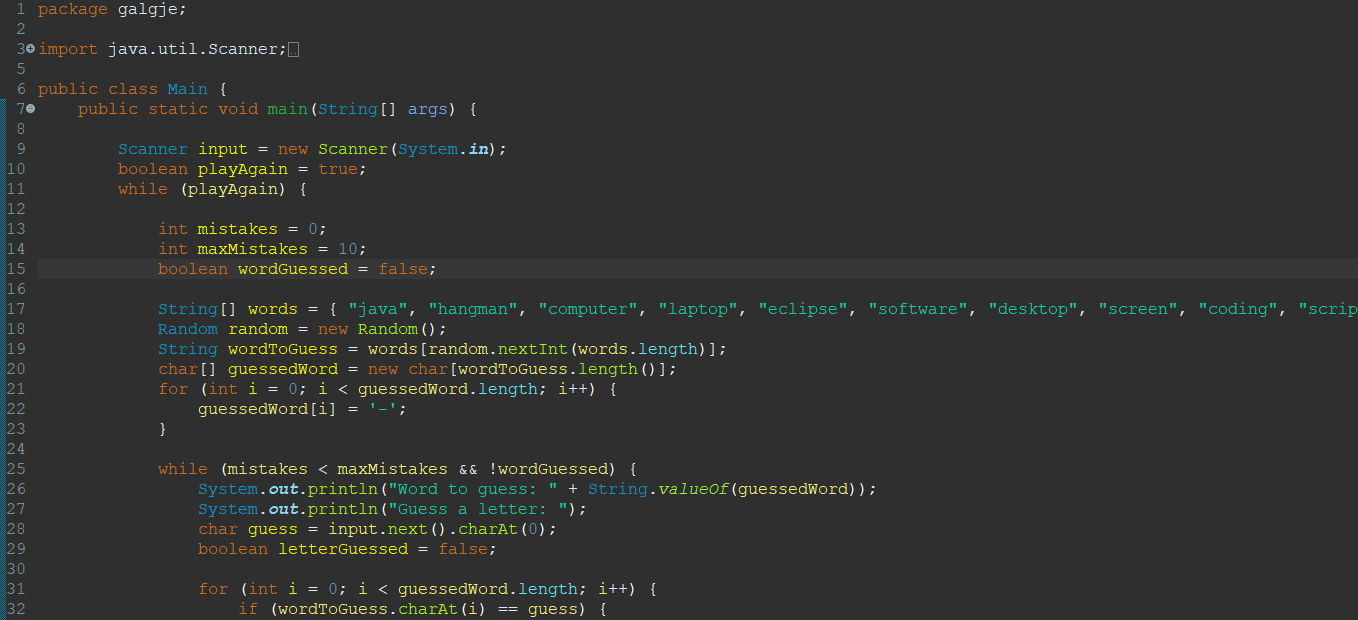 1 package galgje;
2
3 import java.util.Scanner;
5
6 public class Main {
7     public static void main(String[] args) {
8
9         Scanner input = new Scanner(System.in);
10         boolean playAgain = true;
11         while (playAgain) {
12
13             int mistakes = 0;
14             int maxMistakes = 10;
15             boolean wordGuessed = false;
16
17             String[] words = { "java", "hangman", "computer", "laptop", "eclipse", "software", "desktop", "screen", "coding", "scrip
18             Random random = new Random();
19             String wordToGuess = words[random.nextInt(words.length)];
20             char[] guessedWord = new char[wordToGuess.length()];
21             for (int i = 0; i < guessedWord.length; i++) {
22                 guessedWord[i] = '-';
23             }
24
25             while (mistakes < maxMistakes && !wordGuessed) {
26                 System.out.println("Word to guess: " + String.valueOf(guessedWord));
27                 System.out.println("Guess a letter: ");
28                 char guess = input.next().charAt(0);
29                 boolean letterGuessed = false;
30
31                 for (int i = 0; i < guessedWord.length; i++) {
32                     if (wordToGuess.charAt(i) == guess) {